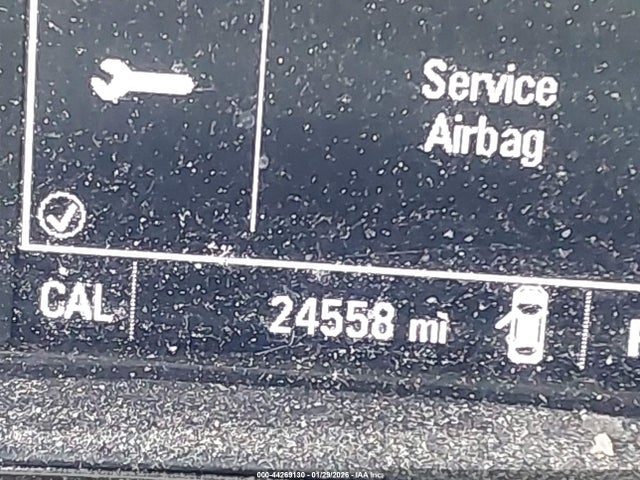 Service
Airbag
CAL
24558 mi
000-44269130 - 01/29/2026 - IAA Inc.